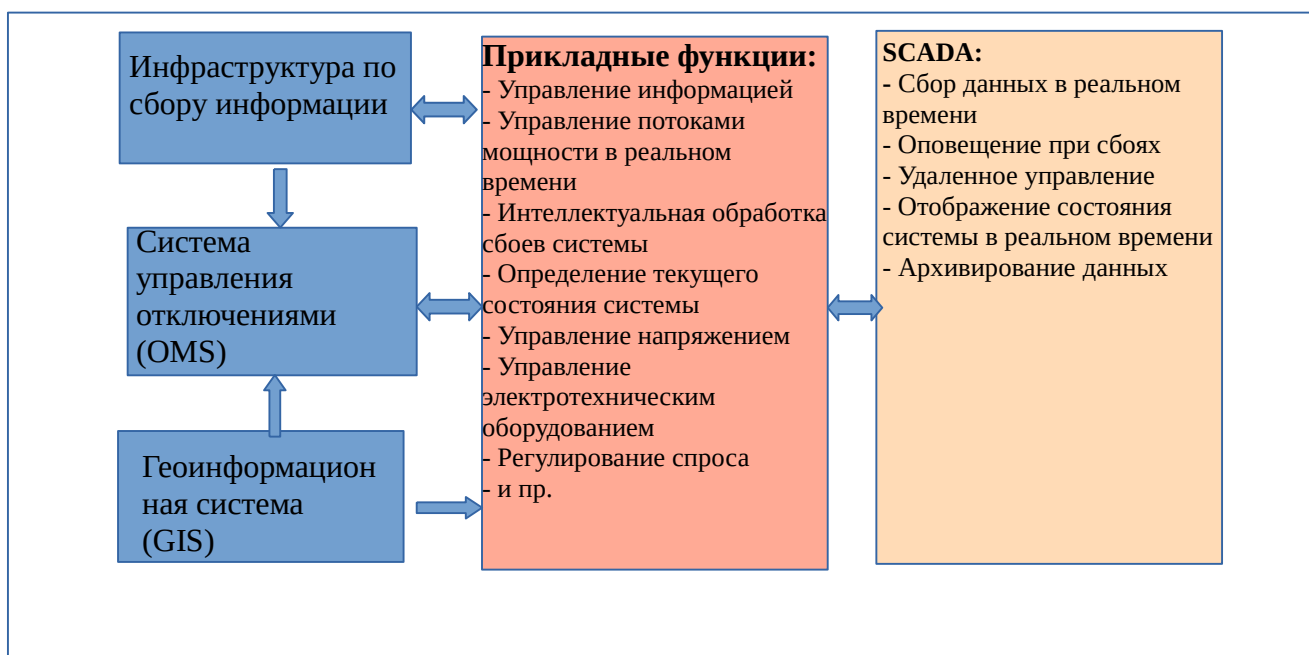 Инфраструктура по
сбору информации
Система
управления
отключениями
(OMS)
Геоинформацион
ная система
(GIS)
Прикладные функции:
- Управление информацией
- Управление потоками
мощности в реальном
времени
- Интеллектуальная обработка
сбоев системы
- Определение текущего
состояния системы
- Управление напряжением
- Управление
электротехническим
оборудованием
- Регулирование спроса
- и пр.
SCADA:
- Сбор данных в реальном
времени
- Оповещение при сбоях
- Удаленное управление
- Отображение состояния
системы в реальном времени
- Архивирование данных